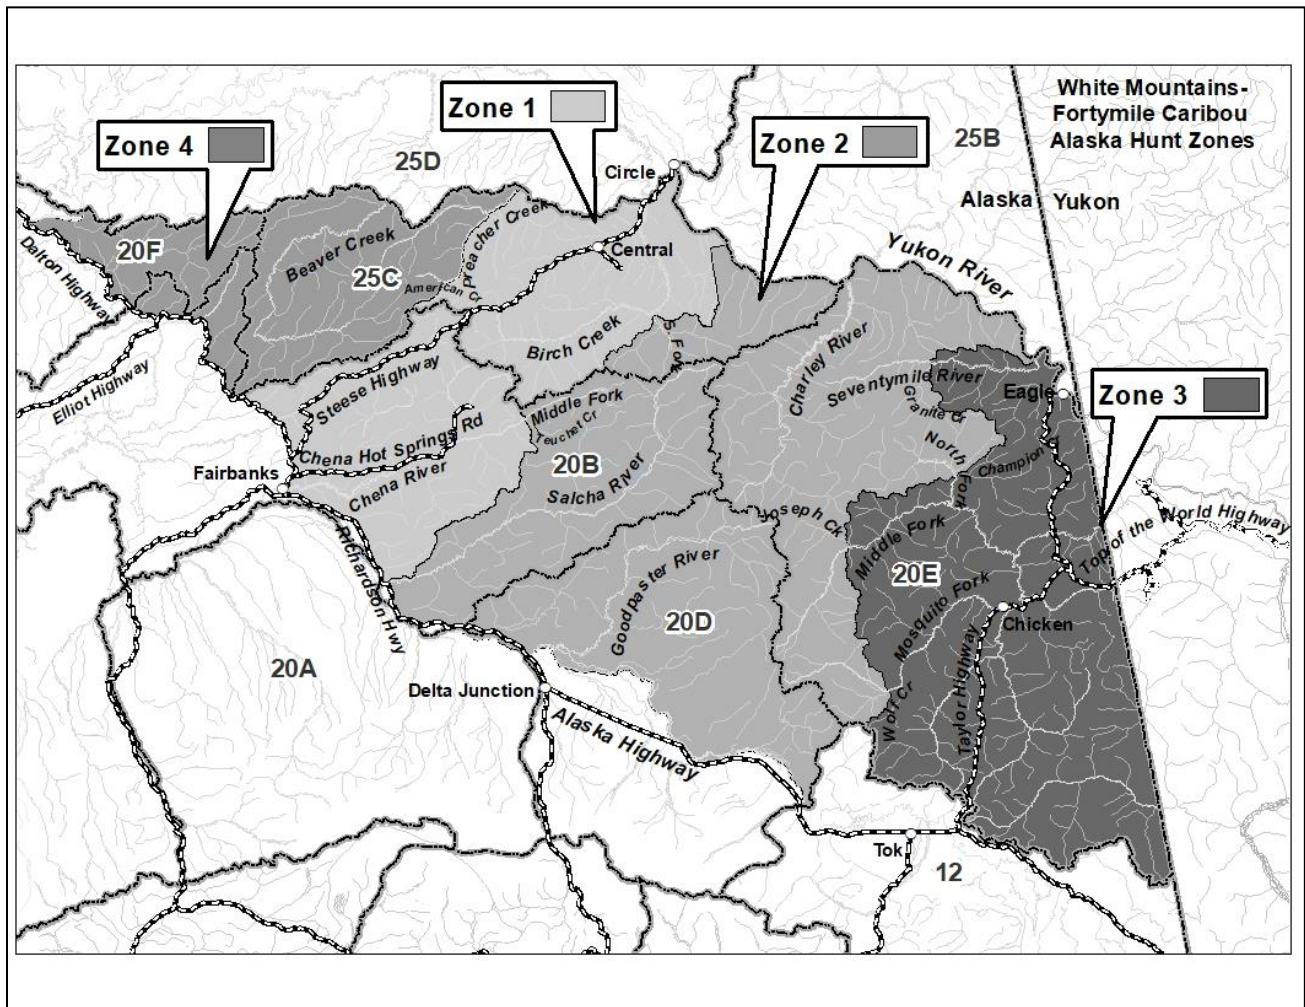 White Mountains-
Fortymile Caribou
Alaska Hunt Zones
Zone 1
Zone 4
Zone 2
25B
25D
Circle
Alaska
Yukon
Preacher Creek
Yukon River
20F
Beaver Creek
Central
Dalton Highway
25C
American Cr
Birch Creek
S. Fork
Charley River
Elliot Highway
Steese Highway
Seventymile River
Eagle
Zone 3
Middle Fork
Teuchet Cr
Granite Cr
Chena Hot Springs Rd
North
Fork
Champion C
Fairbanks
20B
Chena River
Salcha River
Joseph Ck
Top of the World Highway
Middle Fork
Richardson Hwy
Goodpaster River
20E
Mosquito Fork
20D
Chicken
20A
Delta Junction
Wolf Cr
Taylor Highway
Alaska Highway
Tok
12